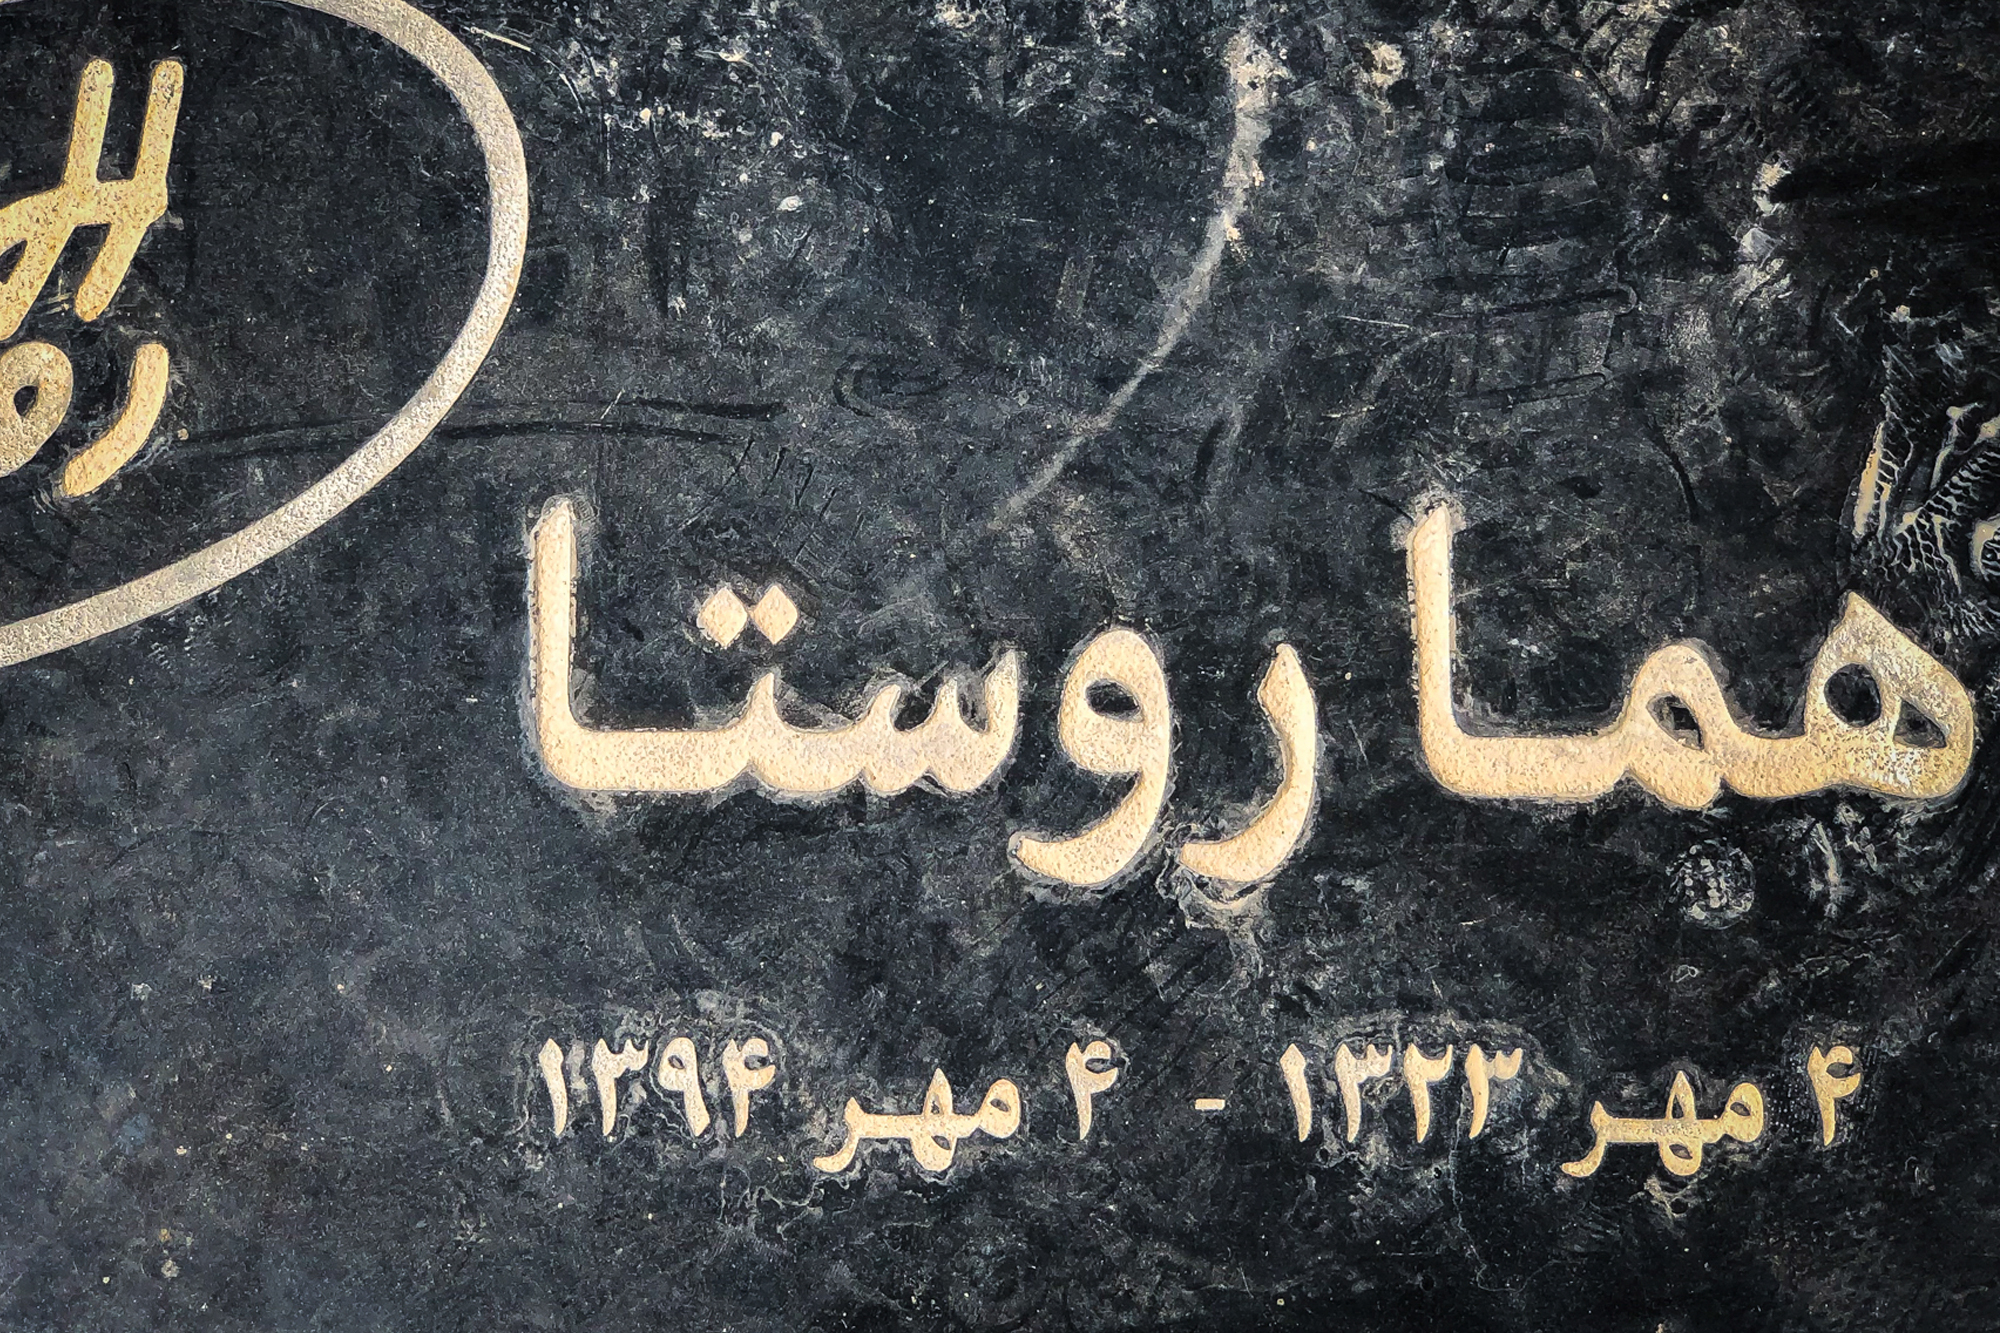 هما روستا
۴ مهر ۱۳۲۳ - ۴ مهر ۱۳۹۴